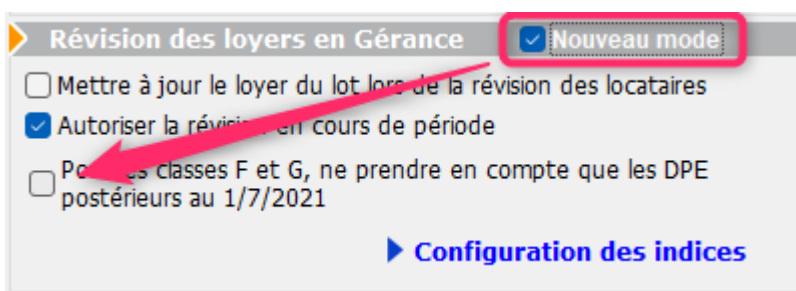 Révision des loyers en Gérance Nouveau mode
Mettre à jour le loyer du lot lors de la révision des locataires
Autoriser la révision en cours de période
classes F et G, ne prendre en compte que les DPE
postérieurs au 1/7/2021
Configuration des indices